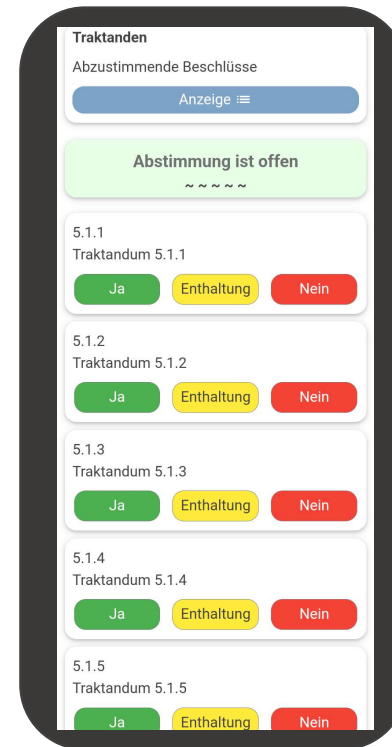 Traktanden
Abzustimmende Beschlüsse
Anzeige
Abstimmung ist offen
~ ~ ~ ~ ~
5.1.1
Traktandum 5.1.1
Ja Enthaltung Nein
5.1.2
Traktandum 5.1.2
Ja Enthaltung Nein
5.1.3
Traktandum 5.1.3
Ja Enthaltung Nein
5.1.4
Traktandum 5.1.4
Ja Enthaltung Nein
5.1.5
Traktandum 5.1.5
Ja Enthaltung Nein